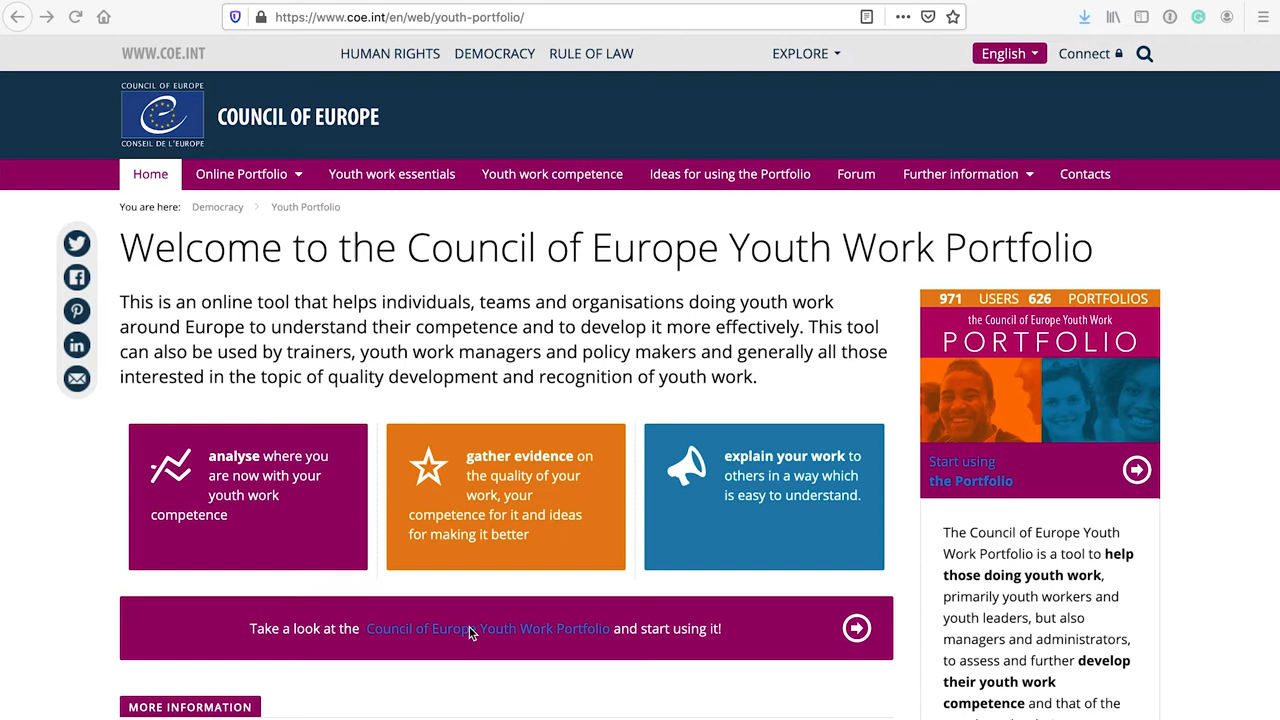 https://www.coe.int/en/web/youth-portfolio/
WWW.COE.INT
HUMAN RIGHTS DEMOCRACY RULE OF LAW
EXPLORE
English
Connect
COUNCIL OF EUROPE
CONSEIL DE L'EUROPE
COUNCIL OF EUROPE
Home Online Portfolio Youth work essentials Youth work competence Ideas for using the Portfolio Forum Further information Contacts
You are here: Democracy Youth Portfolio
Welcome to the Council of Europe Youth Work Portfolio
This is an online tool that helps individuals, teams and organisations doing youth work
around Europe to understand their competence and to develop it more effectively. This tool
can also be used by trainers, youth work managers and policy makers and generally all those
interested in the topic of quality development and recognition of youth work.
analyse where you
are now with your
youth work
competence
gather evidence on
the quality of your
work, your
competence for it and ideas
for making it better
explain your work to
others in a way which
is easy to understand.
Take a look at the Council of Europe Youth Work Portfolio and start using it!
MORE INFORMATION
971 USERS 626 PORTFOLIOS
the Council of Europe Youth Work
PORTFOLIO
Start using
the Portfolio
The Council of Europe Youth
Work Portfolio is a tool to help
those doing youth work,
primarily youth workers and
youth leaders, but also
managers and administrators,
to assess and further develop
their youth work
competence and that of the